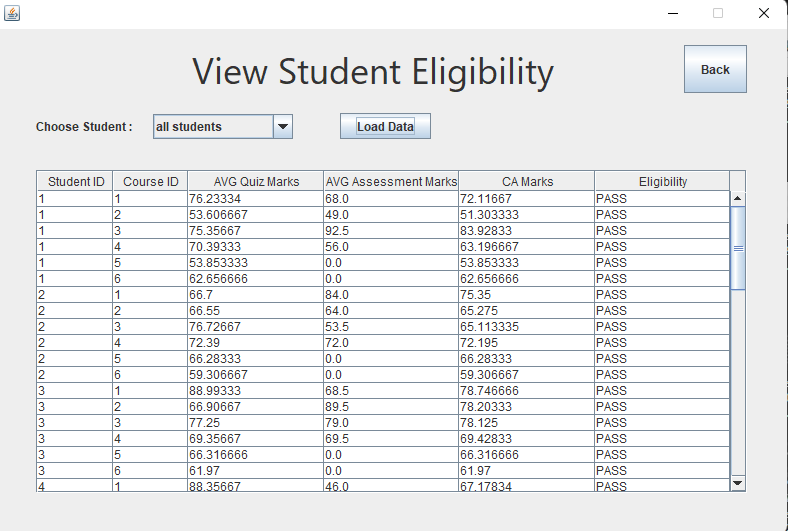 View Student Eligibility
Back
Choose Student :
all students
Load Data
Student ID Course ID AVG Quiz Marks AVG Assessment Marks CA Marks Eligibility
1 1 76.23334 68.0 72.11667 PASS
1 2 53.606667 49.0 51.303333 PASS
1 3 75.35667 92.5 83.92833 PASS
1 4 70.39333 56.0 63.196667 PASS
1 5 53.853333 0.0 53.853333 PASS
1 6 62.656666 0.0 62.656666 PASS
2 1 66.7 84.0 75.35 PASS
2 2 66.55 64.0 65.275 PASS
2 3 76.72667 53.5 65.113335 PASS
2 4 72.39 72.0 72.195 PASS
2 5 66.28333 0.0 66.28333 PASS
2 6 59.306667 0.0 59.306667 PASS
3 1 88.99333 68.5 78.746666 PASS
3 2 66.90667 89.5 78.20333 PASS
3 3 77.25 79.0 78.125 PASS
3 4 69.35667 69.5 69.42833 PASS
3 5 66.316666 0.0 66.316666 PASS
3 6 61.97 0.0 61.97 PASS
4 1 88.35667 46.0 67.17834 PASS